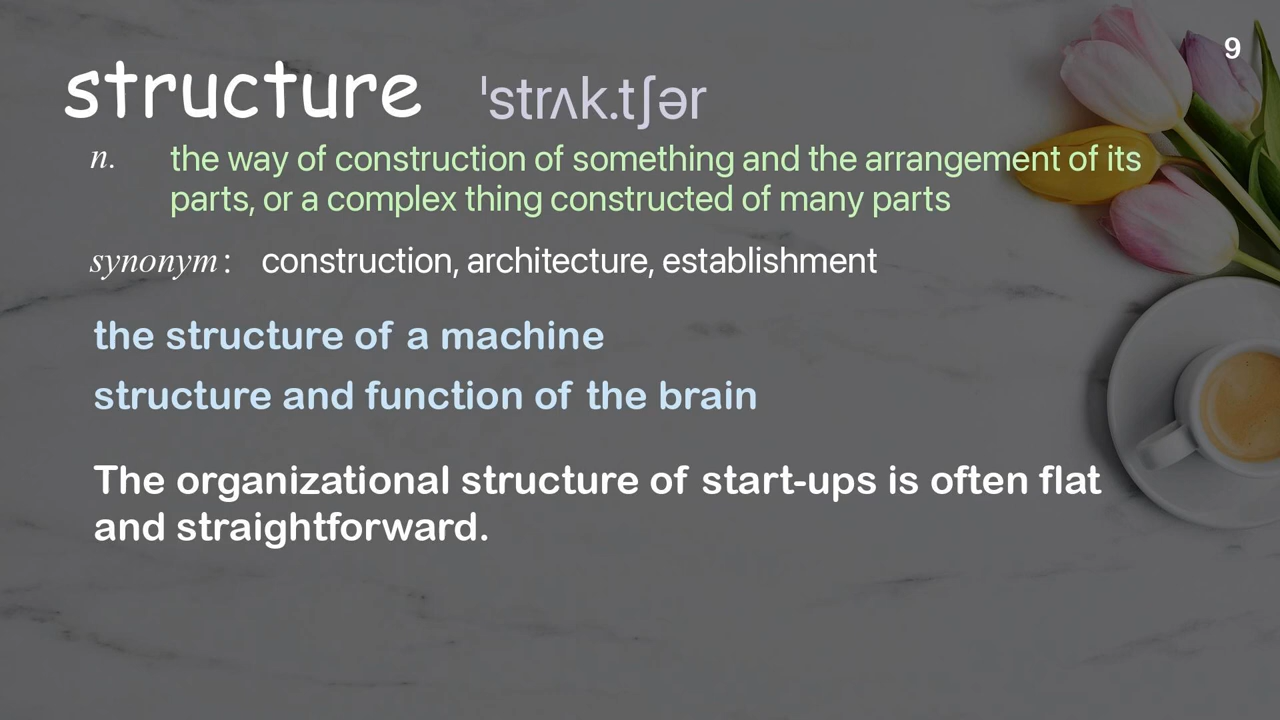 9
structure ˈstrʌk.tʃər
n. the way of construction of something and the arrangement of its
parts, or a complex thing constructed of many parts
synonym: construction, architecture, establishment
the structure of a machine
structure and function of the brain
The organizational structure of start-ups is often flat
and straightforward.